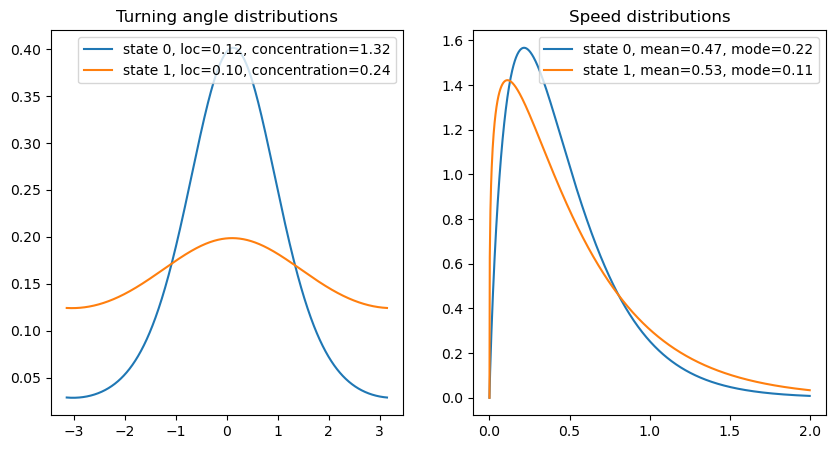 Turning angle distributions
state 0, loc=0.12, concentration=1.32
state 1, loc=0.10, concentration=0.24
0.40
0.35
0.30
0.25
0.20
0.15
0.10
0.05
−3 −2 −1 0 1 2 3
Speed distributions
state 0, mean=0.47, mode=0.22
state 1, mean=0.53, mode=0.11
1.6
1.4
1.2
1.0
0.8
0.6
0.4
0.2
0.0
0.0 0.5 1.0 1.5 2.0